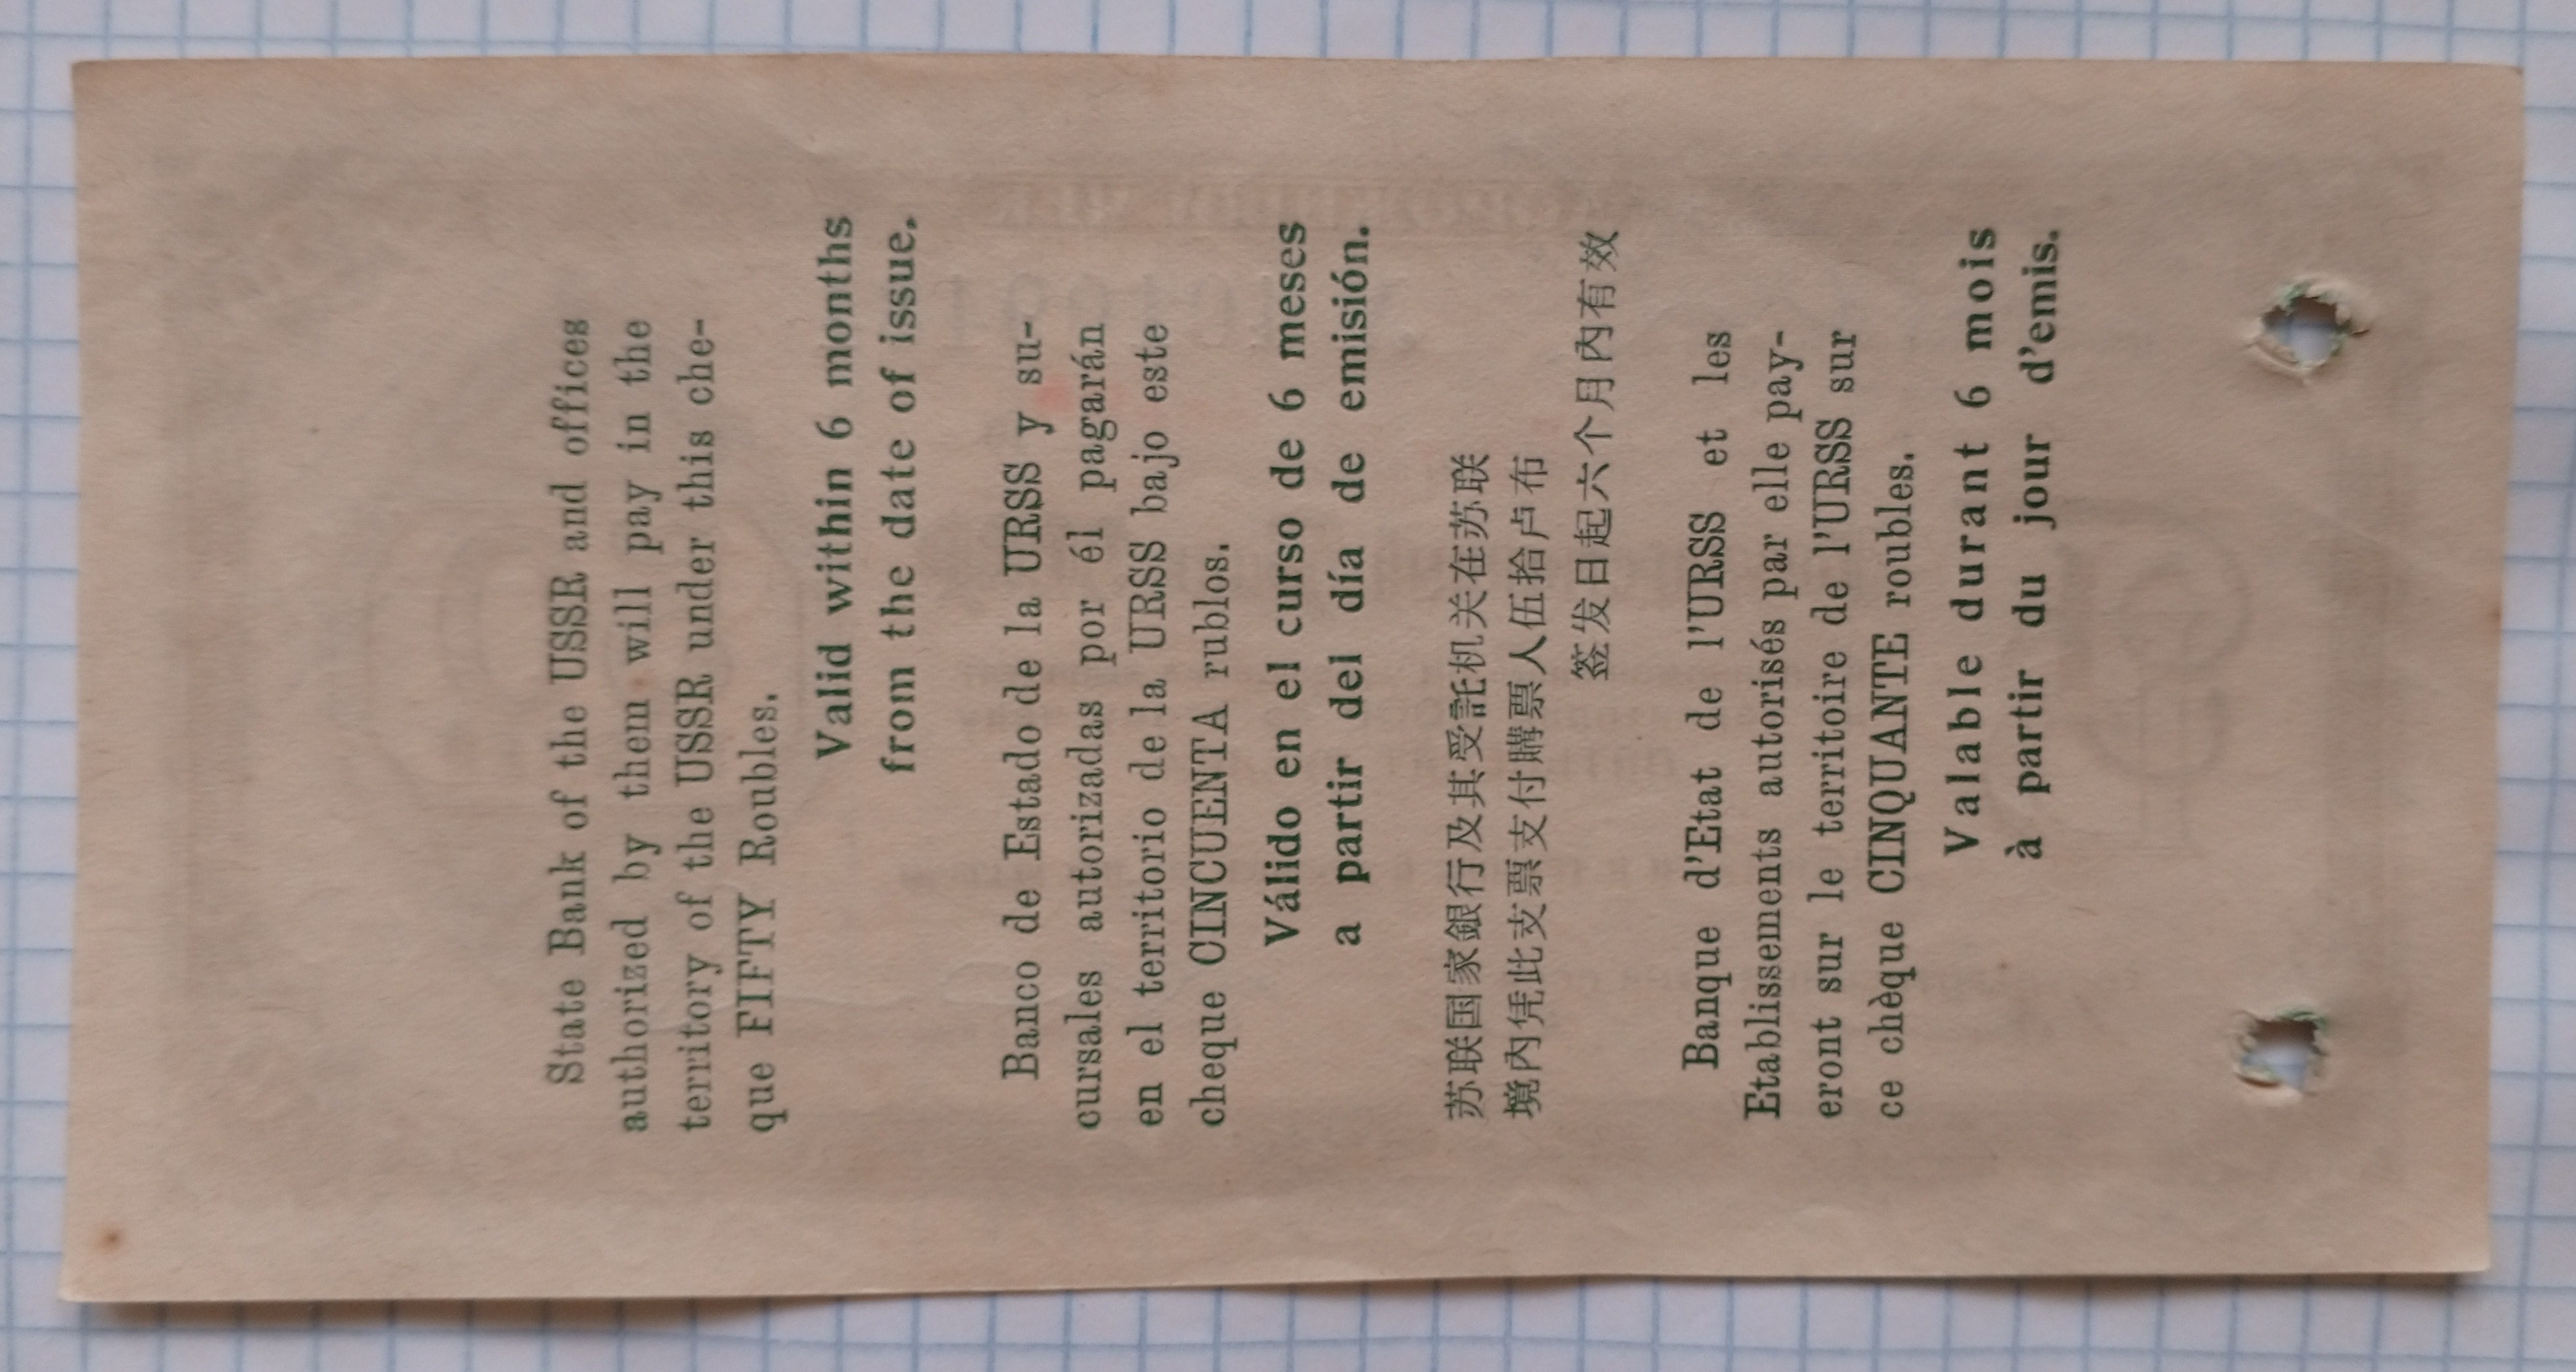 State Bank of the USSR and offices
authorized by them will pay in the
territory of the USSR under this che-
que FIFTY Roubles.
Valid within 6 months
from the date of issue.
Banco de Estado de la URSS y su-
cursales autorizadas por él pagarán
en el territorio de la URSS bajo este
cheque CINCUENTA rublos.
Válido en el curso de 6 meses
a partir del día de emisión.
苏联国家銀行及其受託机关在苏联
境內凭此支票支付購票人伍拾卢布
签发日起六个月內有效
Banque d'Etat de l'URSS et les
Etablissements autorisés par elle pay-
eront sur le territoire de l'URSS sur
ce chèque CINQUANTE roubles.
Valable durant 6 mois
à partir du jour d'emis.